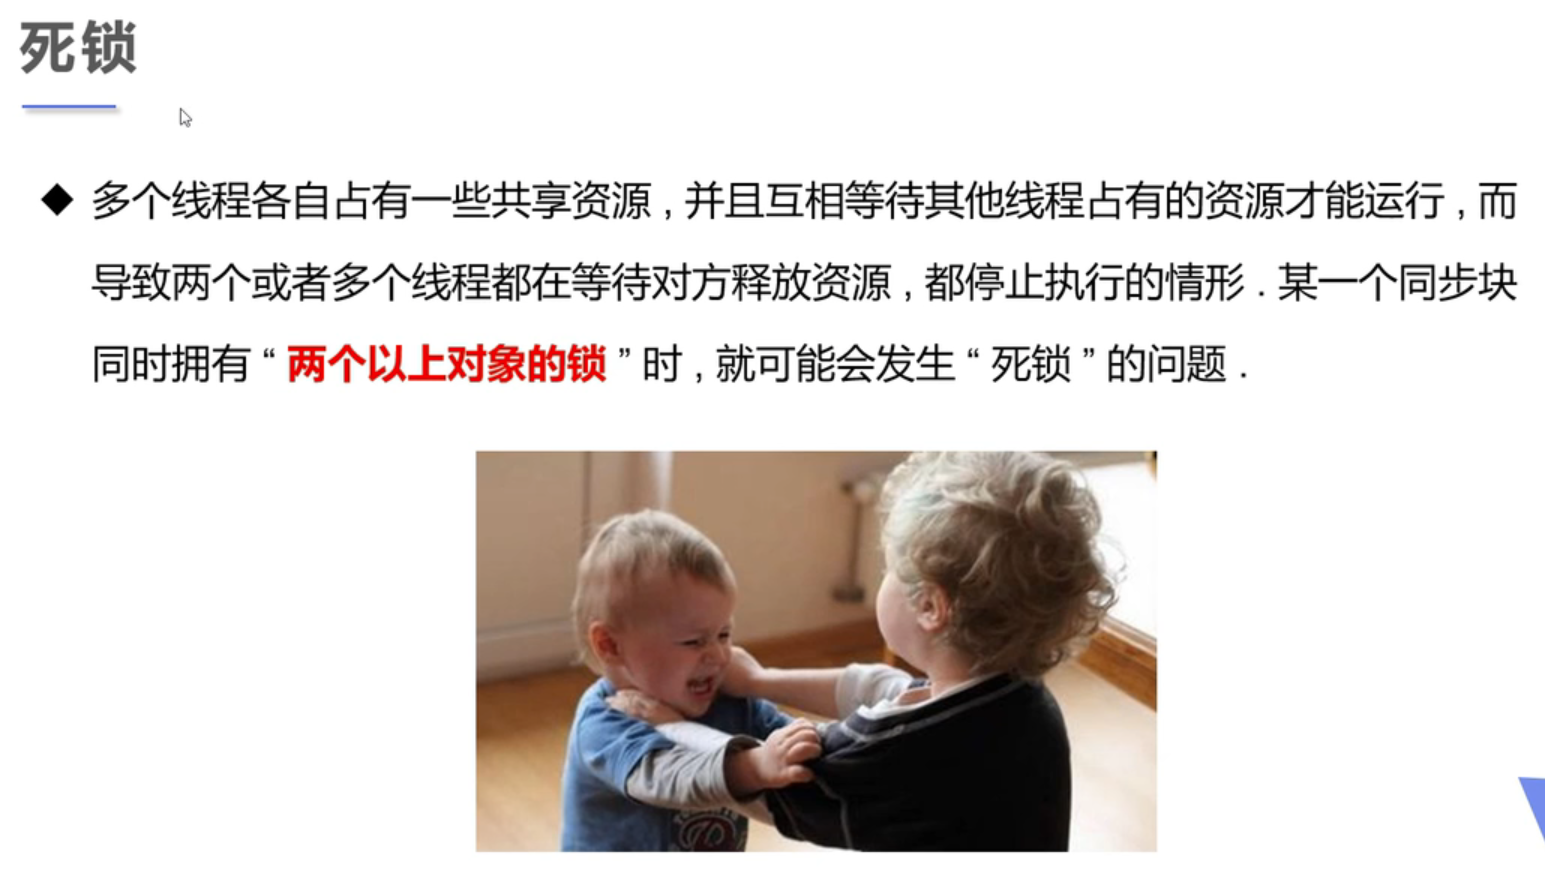 死锁
多个线程各自占有一些共享资源 , 并且互相等待其他线程占有的资源才能运行 , 而
导致两个或者多个线程都在等待对方释放资源 , 都停止执行的情形 . 某一个同步块
同时拥有 “ 两个以上对象的锁 ” 时 , 就可能会发生 “ 死锁 ” 的问题 .